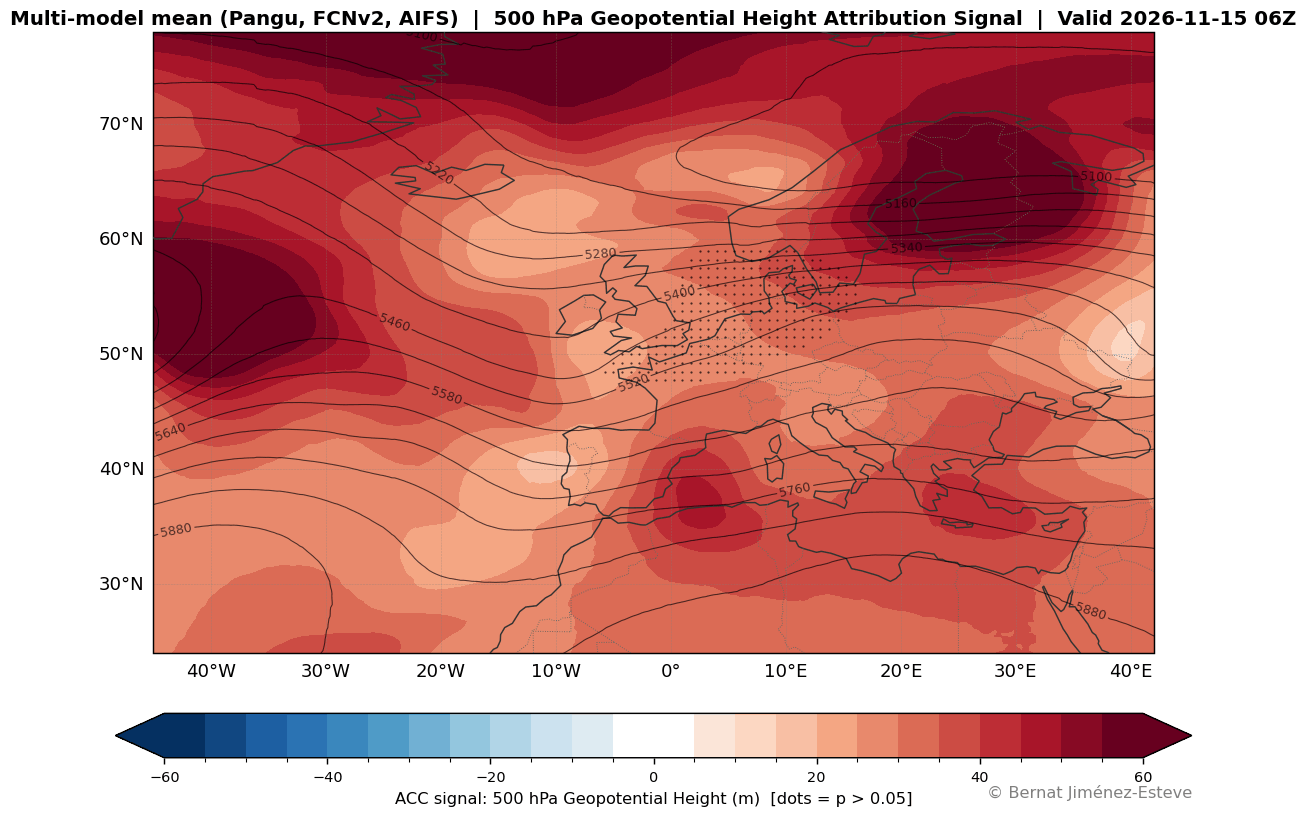 Multi-model mean (Pangu, FCNv2, AIFS)  |  500 hPa Geopotential Height Attribution Signal  |  Valid 2026-11-15 06Z
70°N
60°N
50°N
40°N
30°N
5220
5100
5160
5340
5280
5400
5460
5520
5580
5640
5760
5880
5880
40°W
30°W
20°W
10°W
0°
10°E
20°E
30°E
40°E
−60
−40
−20
0
20
40
60
ACC signal: 500 hPa Geopotential Height (m)  [dots = p > 0.05]
© Bernat Jiménez-Esteve